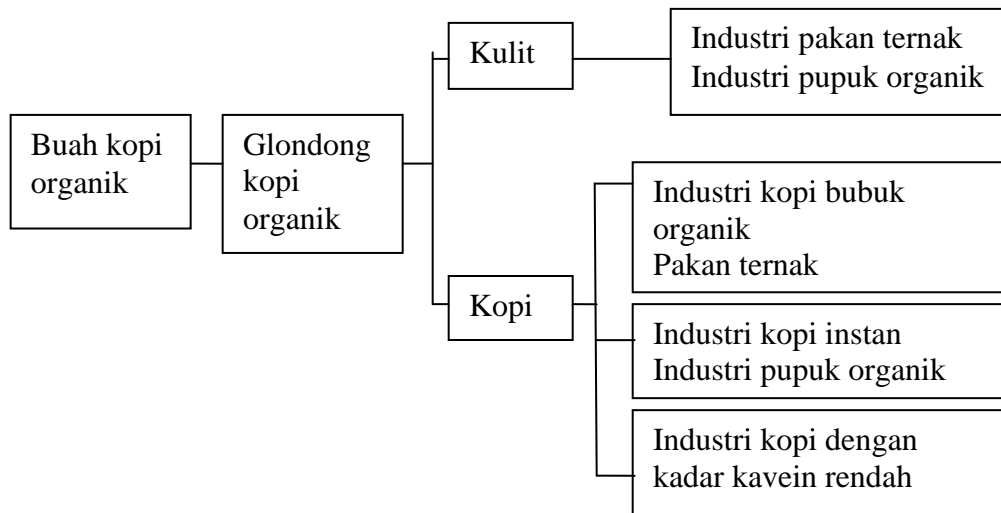 Buah kopi
organik
Glondong
kopi
organik
Kulit
Industri pakan ternak
Industri pupuk organik
Kopi
Industri kopi bubuk
organik
Pakan ternak
Industri kopi instan
Industri pupuk organik
Industri kopi dengan
kadar kavein rendah